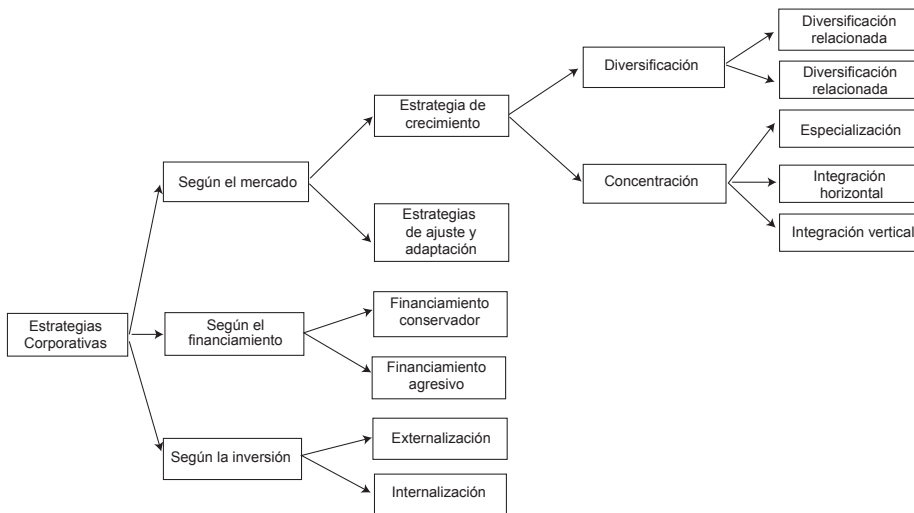 Diversificación
relacionada
Diversificación
Diversificación
relacionada
Estrategia de
crecimiento
Especialización
Según el mercado
Concentración
Integración
horizontal
Estrategias
de ajuste y
adaptación
Integración vertical
Estrategias
Corporativas
Según el
financiamiento
Financiamiento
conservador
Financiamiento
agresivo
Según la inversión
Externalización
Internalización